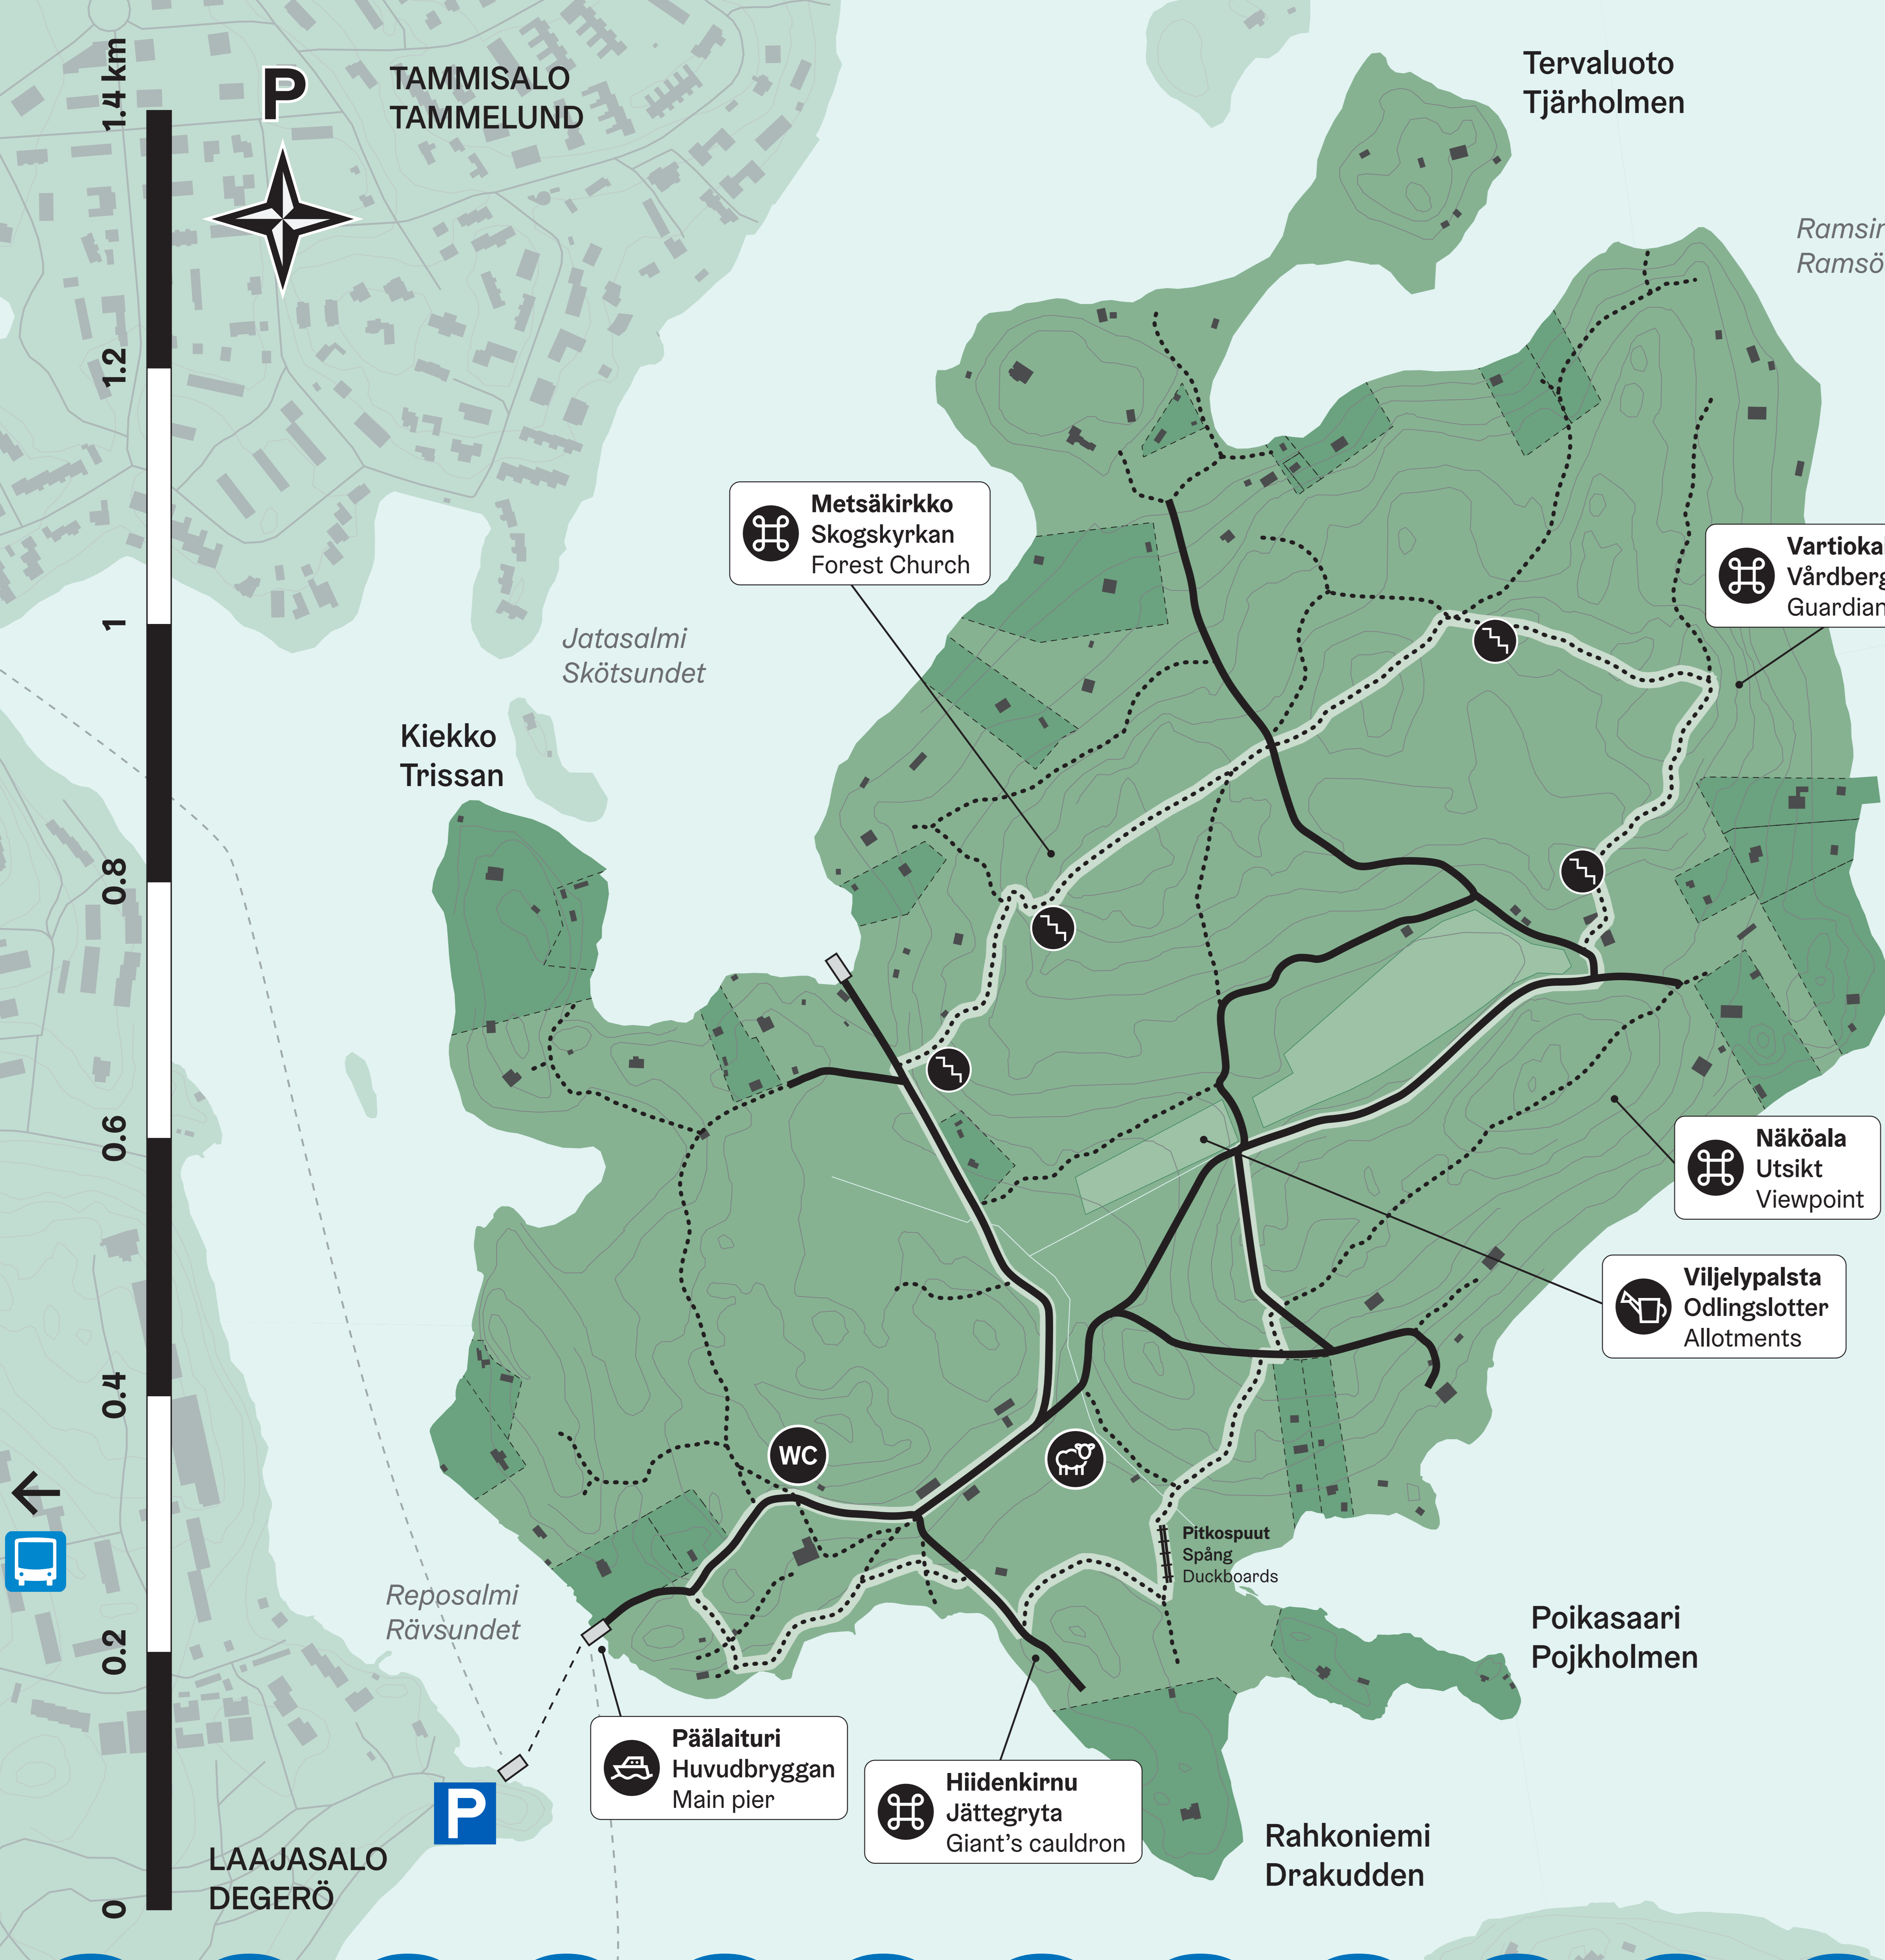 1.4 km
1.2
1
0.8
0.6
0.4
0.2
0
P
TAMMISALO
TAMMELUND
Tervaluoto
Tjärholmen
Metsäkirkko
Skogskyrkan
Forest Church
Jatasalmi
Skötsundet
Kiekko
Trissan
Näköala
Utsikt
Viewpoint
Viljelypalsta
Odlingslotter
Allotments
WC
Pitkospuut
Spång
Duckboards
Reposalmi
Rävsundet
Poikasaari
Pojkholmen
Päälaituri
Huvudbryggan
Main pier
Hiidenkirnu
Jättegryta
Giant’s cauldron
P
LAAJASALO
DEGERÖ
Rahkoniemi
Drakudden
Guardian